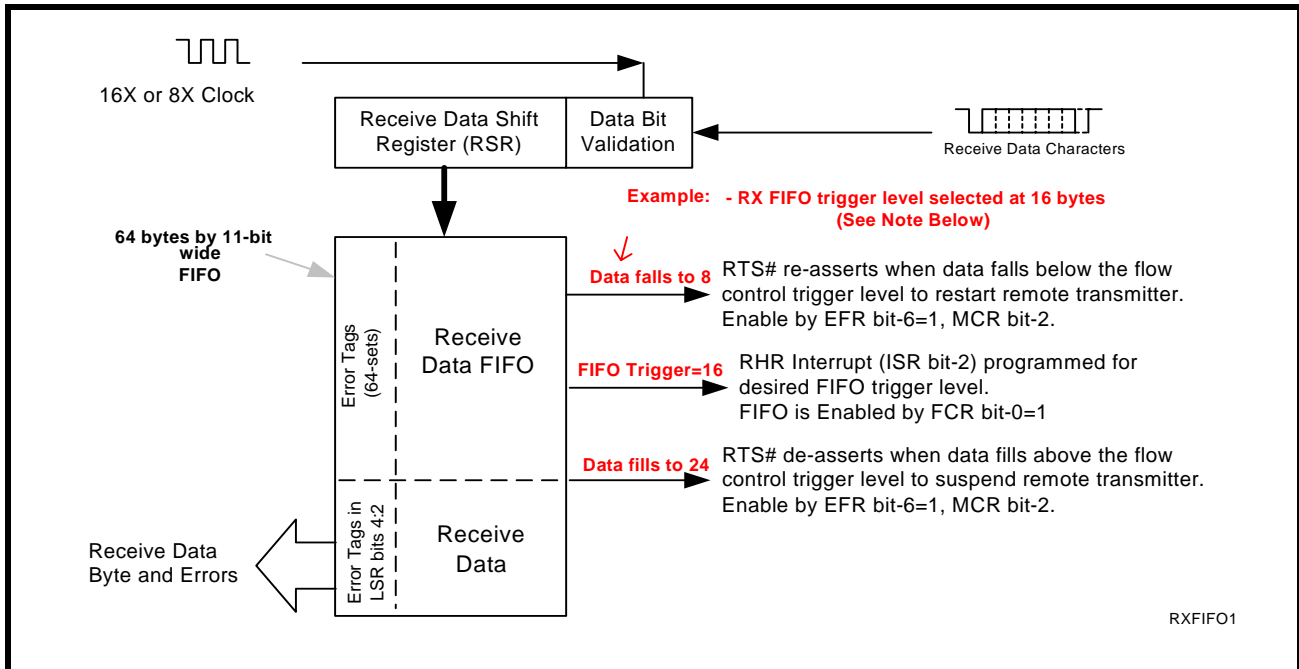 16X or 8X Clock
Receive Data Shift
Register (RSR)
Data Bit
Validation
Receive Data Characters
Example: - RX FIFO trigger level selected at 16 bytes
(See Note Below)
64 bytes by 11-bit
wide
FIFO
Error Tags
(64-sets)
Receive
Data FIFO
Data falls to 8
RTS# re-asserts when data falls below the flow
control trigger level to restart remote transmitter.
Enable by EFR bit-6=1, MCR bit-2.
FIFO Trigger=16
RHR Interrupt (ISR bit-2) programmed for
desired FIFO trigger level.
FIFO is Enabled by FCR bit-0=1
Data fills to 24
RTS# de-asserts when data fills above the flow
control trigger level to suspend remote transmitter.
Enable by EFR bit-6=1, MCR bit-2.
Error Tags in
LSR bits 4:2
Receive
Data
Receive Data
Byte and Errors
RXFIFO1